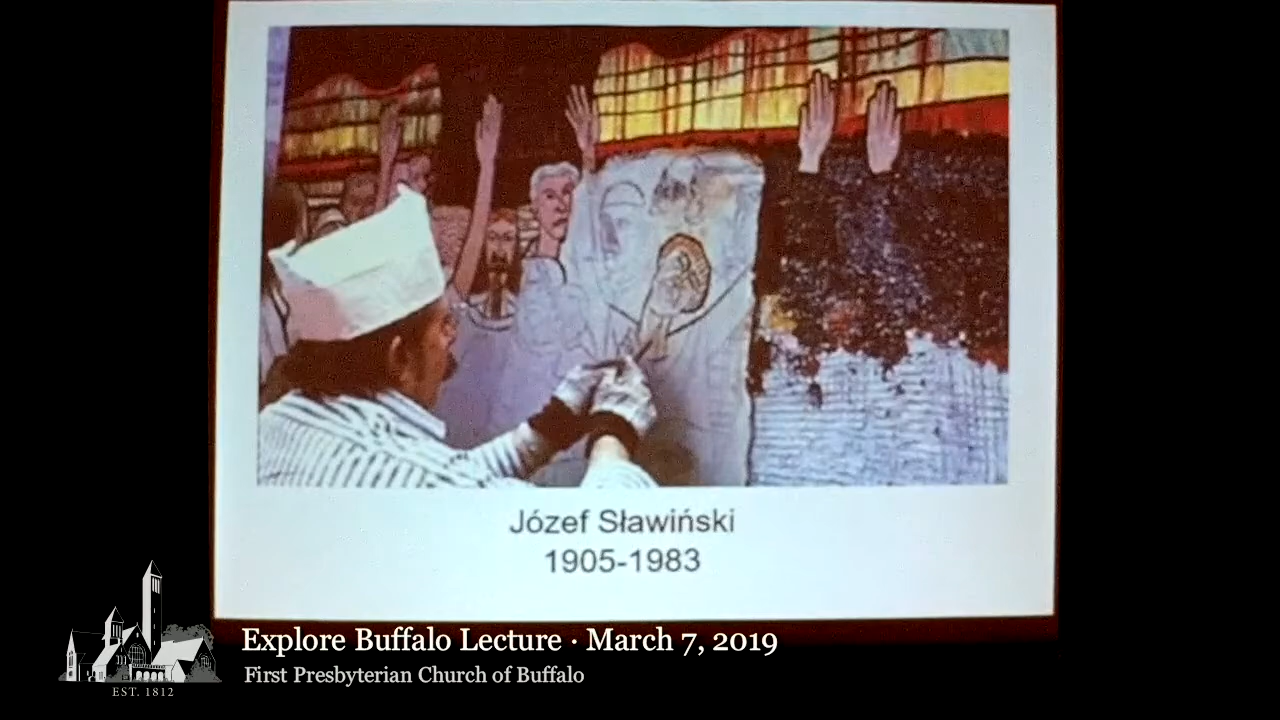 Józef Sławiński
1905-1983
Explore Buffalo Lecture · March 7, 2019
First Presbyterian Church of Buffalo
EST. 1812